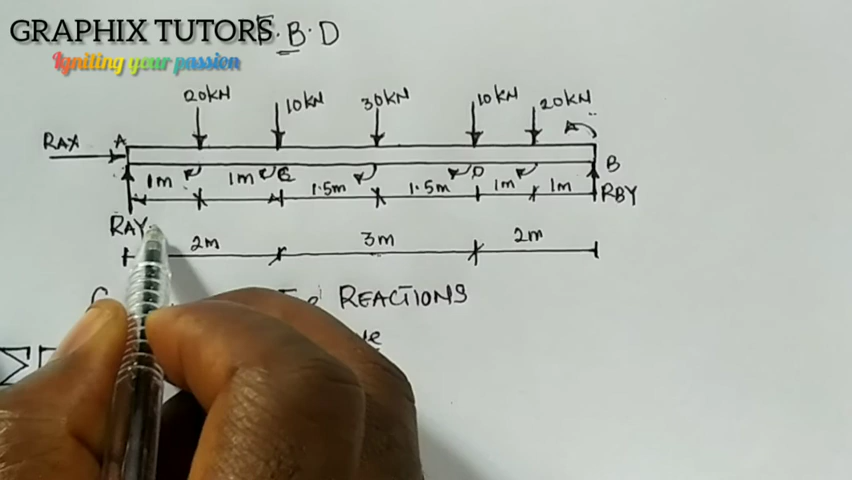 GRAPHIX TUTORS
F.B.D
Igniting your passion
20KN 10KN 30KN 10KN 20KN
RAX A
1m 1m C 1.5m 1.5m D 1m 1m B
RBY
RAY
2m 3m 2m
REACTIONS
ve